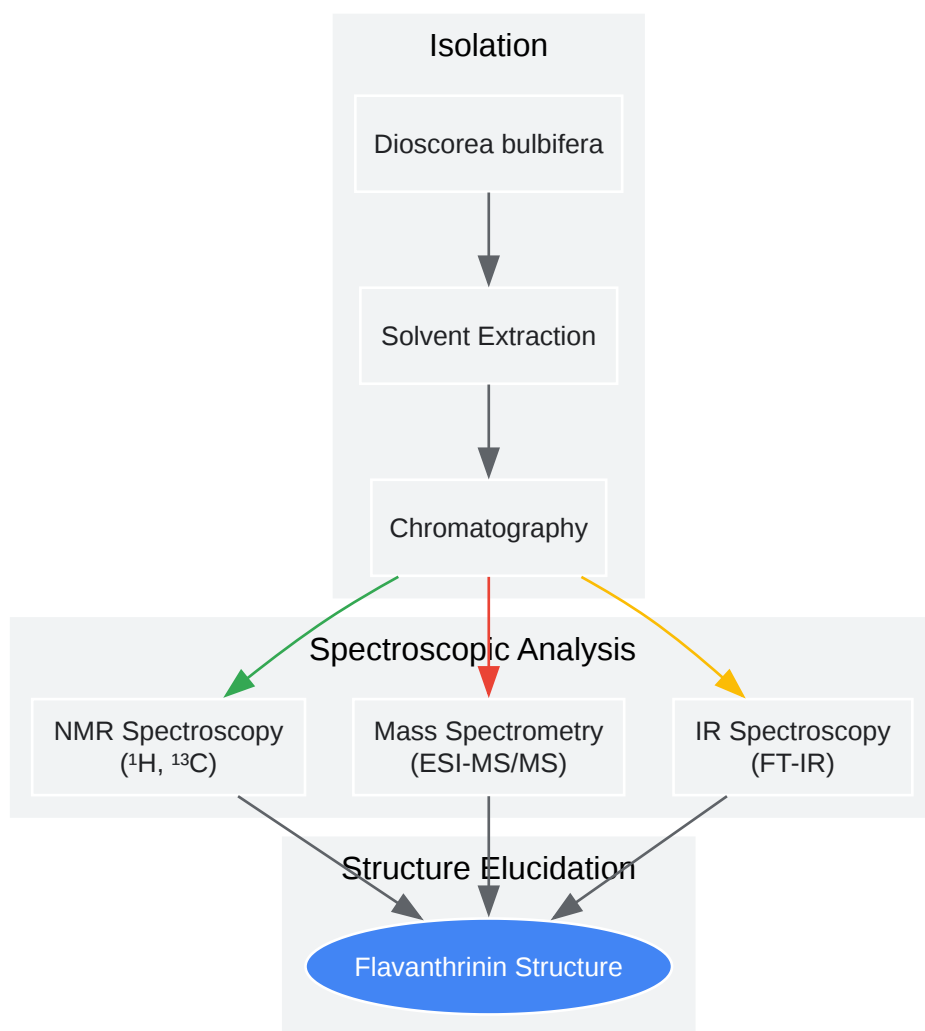 Isolation
Dioscorea bulbifera
Solvent Extraction
Chromatography
Spectroscopic Analysis
NMR Spectroscopy
(¹H, ¹³C)
Mass Spectrometry
(ESI-MS/MS)
IR Spectroscopy
(FT-IR)
Structure Elucidation
Flavanthrinin Structure